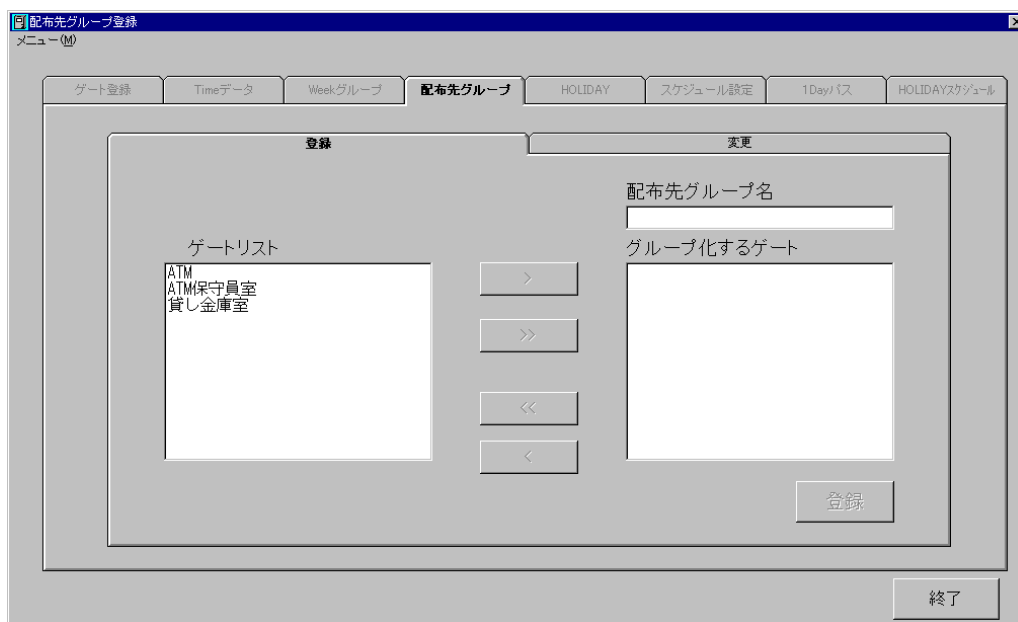 配布先グループ登録
メニュー(M)
ゲート登録
Timeデータ
Weekグループ
配布先グループ
HOLIDAY
スケジュール設定
1Dayパス
HOLIDAYスケジュール
登録
変更
配布先グループ名
ゲートリスト
グループ化するゲート
ATM
ATM保守員室
貸し金庫室
>
>>
<<
<
登録
終了